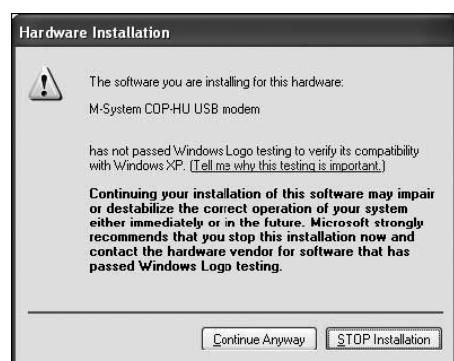 Hardware Installation
The software you are installing for this hardware:
M-System COP-HU USB modem
has not passed Windows Logo testing to verify its compatibility
with Windows XP. (Tell me why this testing is important.)
Continuing your installation of this software may impair
or destabilize the correct operation of your system
either immediately or in the future. Microsoft strongly
recommends that you stop this installation now and
contact the hardware vendor for software that has
passed Windows Logo testing.
Continue Anyway
STOP Installation